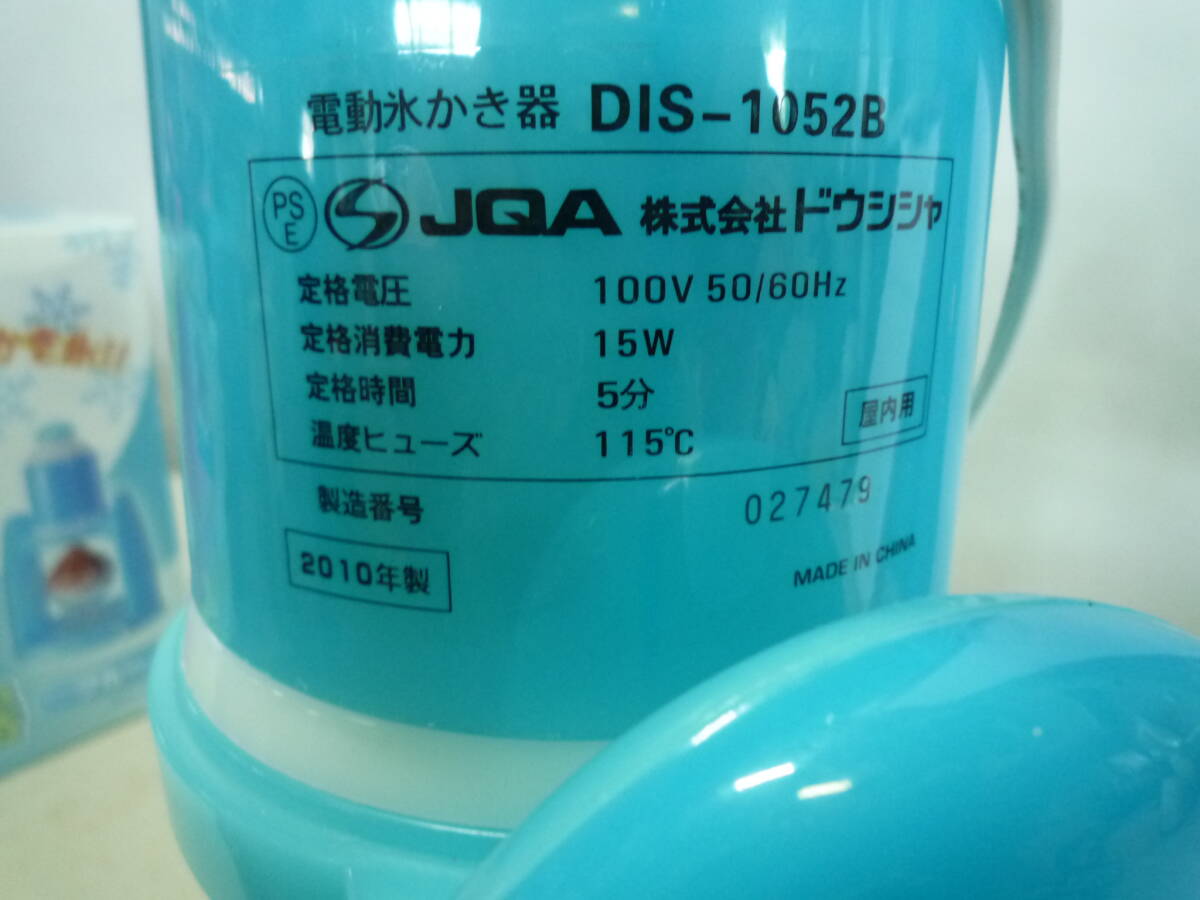 電動氷かき器 DIS-1052B
PS E JQA 株式会社ドウシシャ
定格電圧 100V 50/60Hz
定格消費電力 15W
定格時間 5分
屋内用
温度ヒューズ 115℃
製造番号 027479
2010年製
MADE IN CHINA